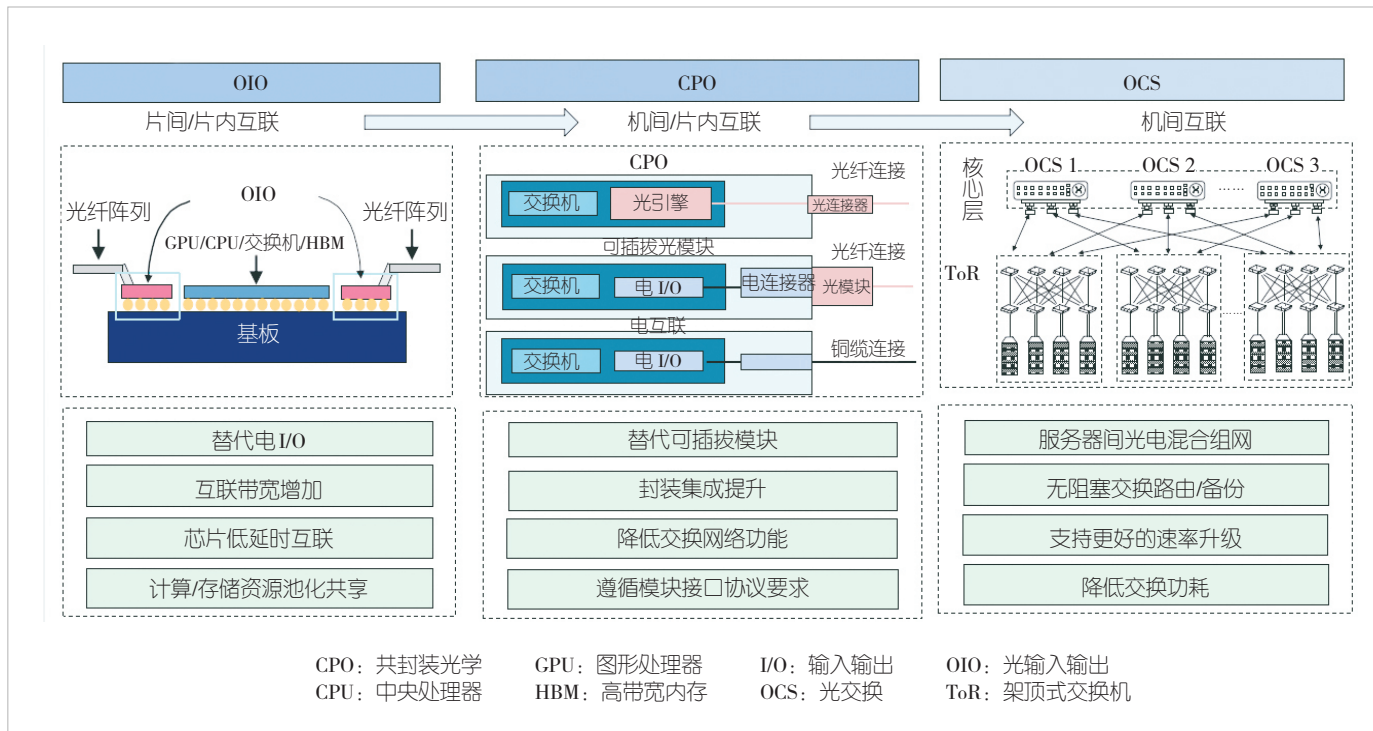 OIO
CPO
OCS
片间/片内互联
机间/片内互联
机间互联
OIO
光纤阵列
光纤阵列
GPU/CPU/交换机/HBM
基板
CPO
光纤连接
交换机
光引擎
光连接器
可插拔光模块
光纤连接
交换机
电 I/O
电连接器
光模块
电互联
交换机
电 I/O
铜缆连接
核心层
OCS 1
OCS 2
OCS 3
......
ToR
......
替代电 I/O
互联带宽增加
芯片低延时互联
计算/存储资源池化共享
替代可插拔模块
封装集成提升
降低交换网络功能
遵循模块接口协议要求
服务器间光电混合组网
无阻塞交换路由/备份
支持更好的速率升级
降低交换功耗
CPO：共封装光学 GPU：图形处理器 I/O：输入输出 OIO：光输入输出
CPU：中央处理器 HBM：高带宽内存 OCS：光交换 ToR：架顶式交换机